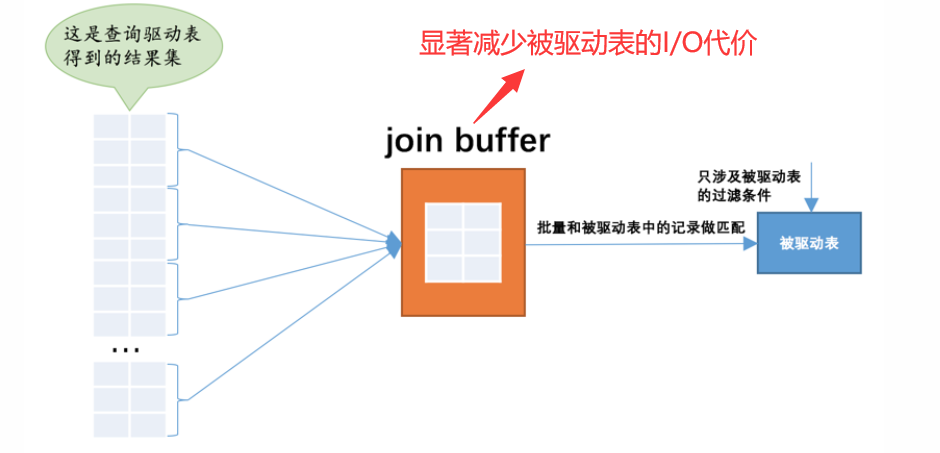 这是查询驱动表
得到的结果集
显著减少被驱动表的I/O代价
join buffer
只涉及被驱动表
的过滤条件
批量和被驱动表中的记录做匹配
被驱动表
...